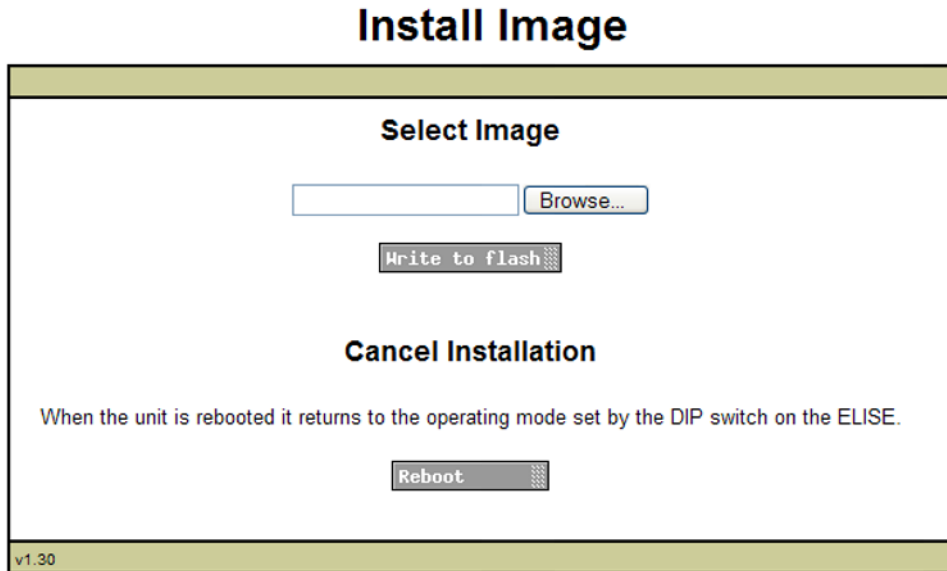 Install Image
Select Image
Browse...
Write to flash
Cancel Installation
When the unit is rebooted it returns to the operating mode set by the DIP switch on the ELISE.
Reboot
v1.30